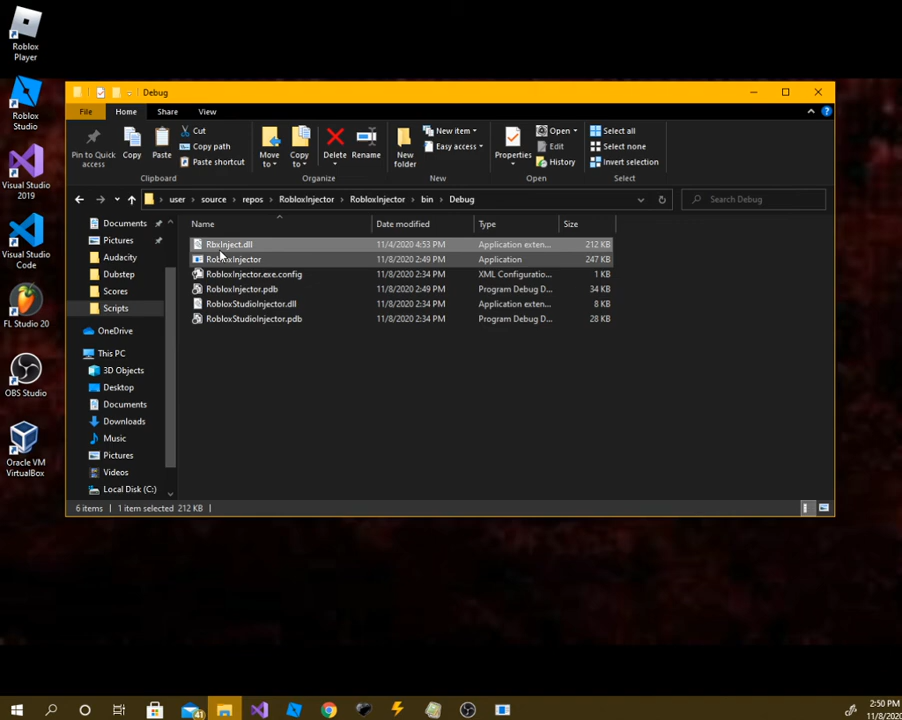 Roblox
Player
Roblox
Studio
Visual Studio
2019
Visual Studio
Code
FL Studio 20
OBS Studio
Oracle VM
VirtualBox
Debug
File
Home
Share
View
Pin to Quick
access
Copy
Paste
Cut
Copy path
Paste shortcut
Clipboard
Move
to
Copy
to
Delete
Rename
Organize
New
folder
New item
Easy access
New
Properties
Open
Edit
History
Open
Select all
Select none
Invert selection
Select
user
source
repos
RobloxInjector
RobloxInjector
bin
Debug
Search Debug
Name
Date modified
Type
Size
RbxInject.dll 11/4/2020 4:53 PM Application exten... 212 KB
RobloxInjector 11/8/2020 2:49 PM Application 247 KB
RobloxInjector.exe.config 11/8/2020 2:34 PM XML Configuratio... 1 KB
RobloxInjector.pdb 11/8/2020 2:49 PM Program Debug D... 34 KB
RobloxStudioInjector.dll 11/8/2020 2:34 PM Application exten... 8 KB
RobloxStudioInjector.pdb 11/8/2020 2:34 PM Program Debug D... 28 KB
Documents
Pictures
Audacity
Dubstep
Scores
Scripts
OneDrive
This PC
3D Objects
Desktop
Documents
Downloads
Music
Pictures
Videos
Local Disk (C:)
6 items
1 item selected 212 KB
41
2:50 PM
11/8/2020